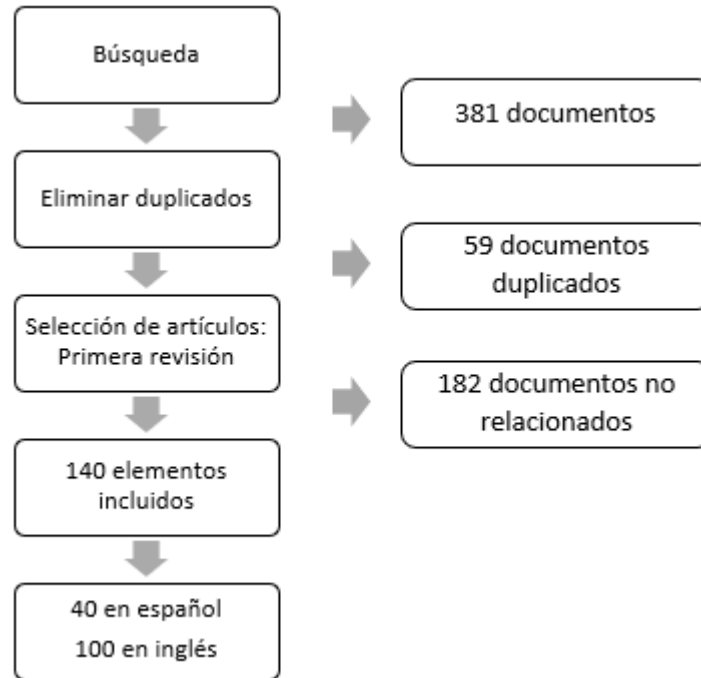 Búsqueda
381 documentos
Eliminar duplicados
59 documentos
duplicados
Selección de artículos:
Primera revisión
182 documentos no
relacionados
140 elementos
incluidos
40 en español
100 en inglés